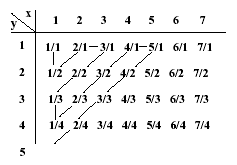 x
y 1 2 3 4 5 6 7
1 1/1 2/1 3/1 4/1 5/1 6/1 7/1
2 1/2 2/2 3/2 4/2 5/2 6/2 7/2
3 1/3 2/3 3/3 4/3 5/3 6/3 7/3
4 1/4 2/4 3/4 4/4 5/4 6/4 7/4
5